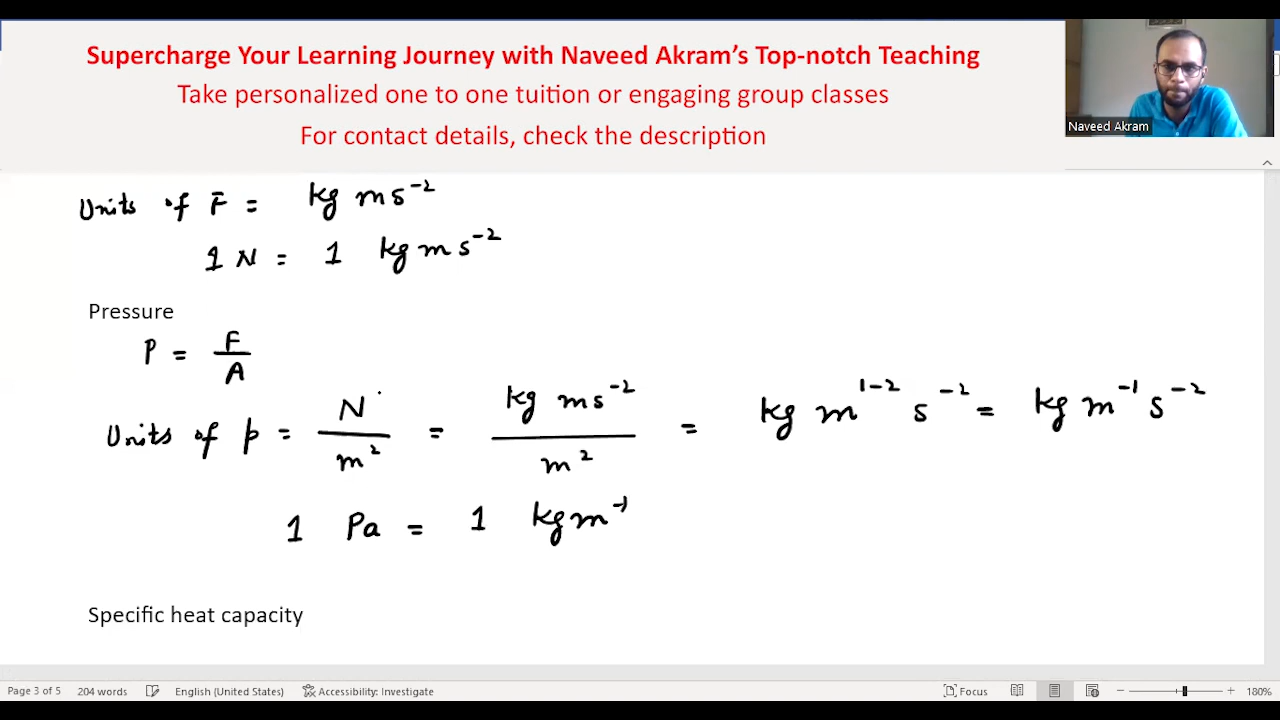 Supercharge Your Learning Journey with Naveed Akram’s Top-notch Teaching
Take personalized one to one tuition or engaging group classes
For contact details, check the description
Naveed Akram
Units of F = kg ms⁻²
1 N = 1 kg m s⁻²
Pressure
P = F/A
Units of p = N/m² = kg ms⁻²/m² = kg m¹⁻² s⁻² = kg m⁻¹ s⁻²
1 Pa = 1 kg m⁻¹
Specific heat capacity
Page 3 of 5 204 words English (United States) Accessibility: Investigate Focus 180%